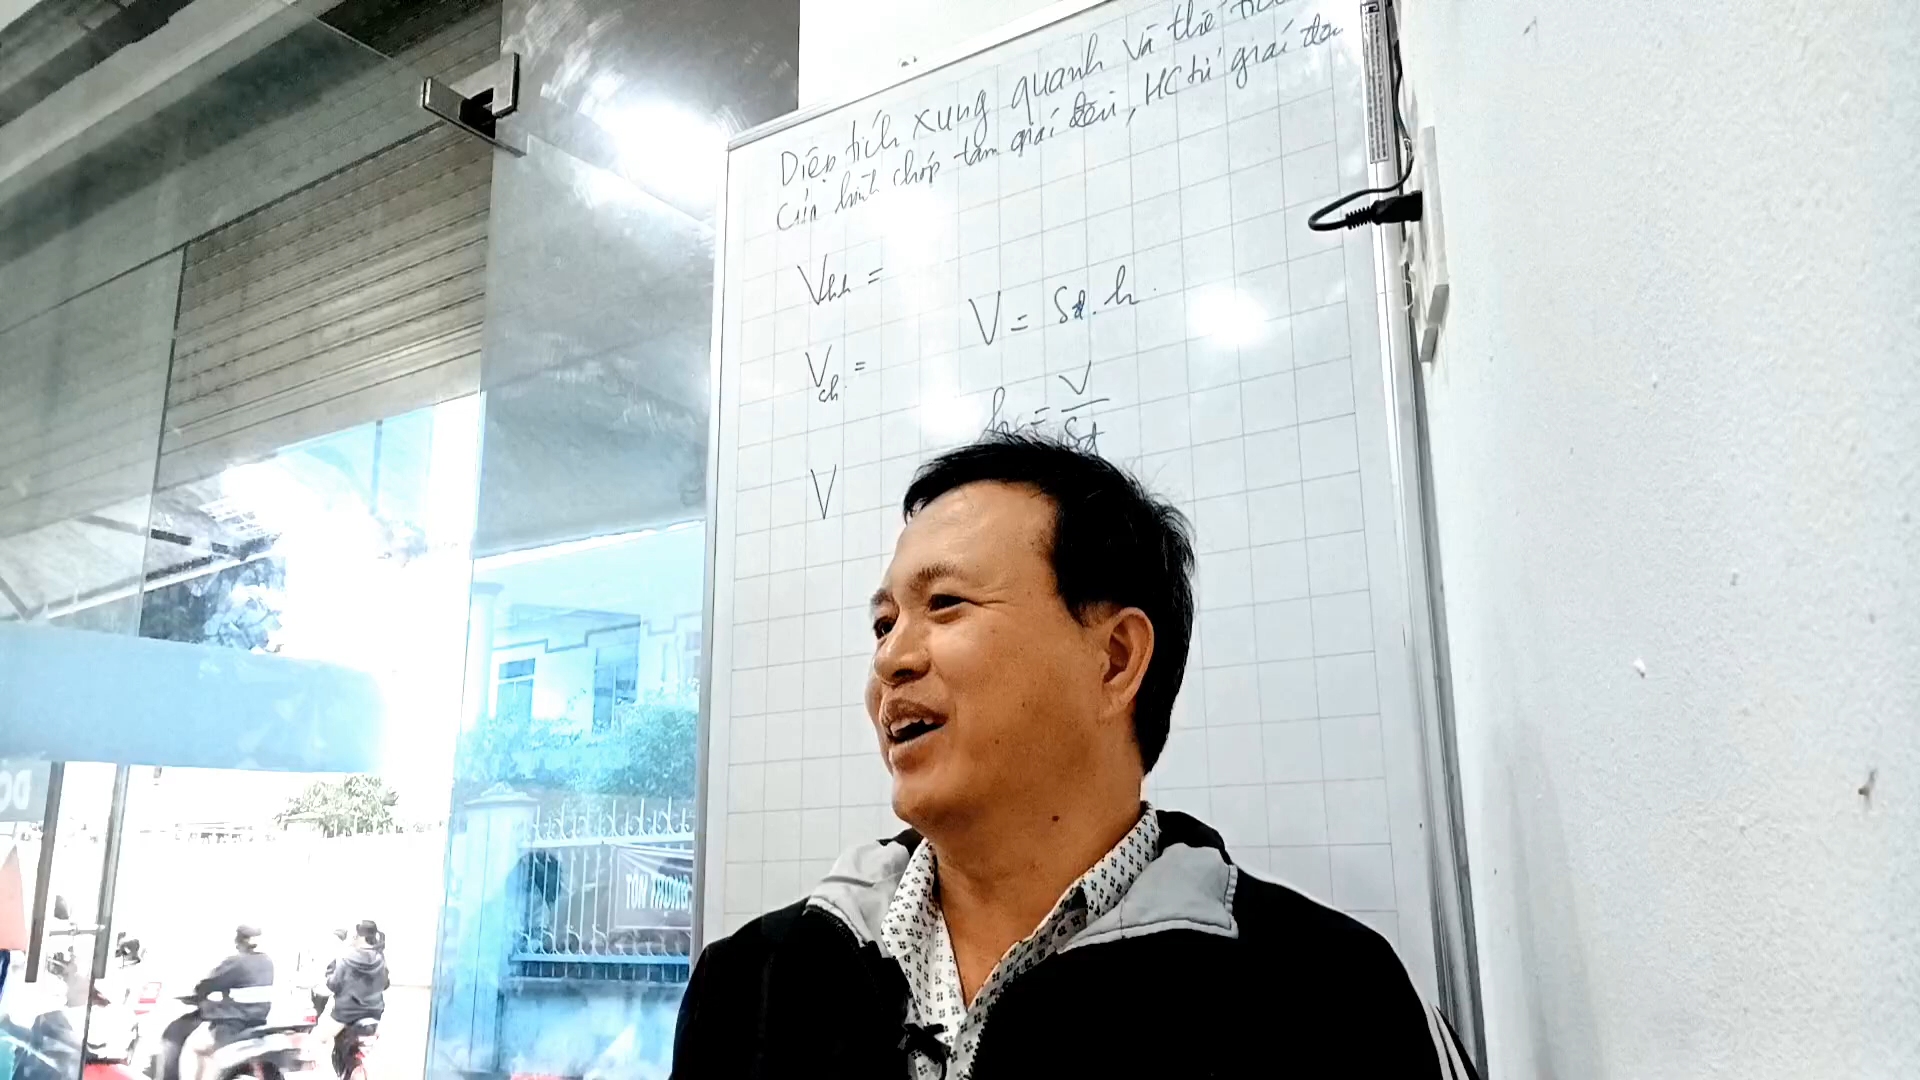 Diện tích xung quanh và thể tích
của hình chóp tam giác đều, HC tứ giác đều
Vhh =
V = Sđ. h.
Vch =
h = V/Sđ
V